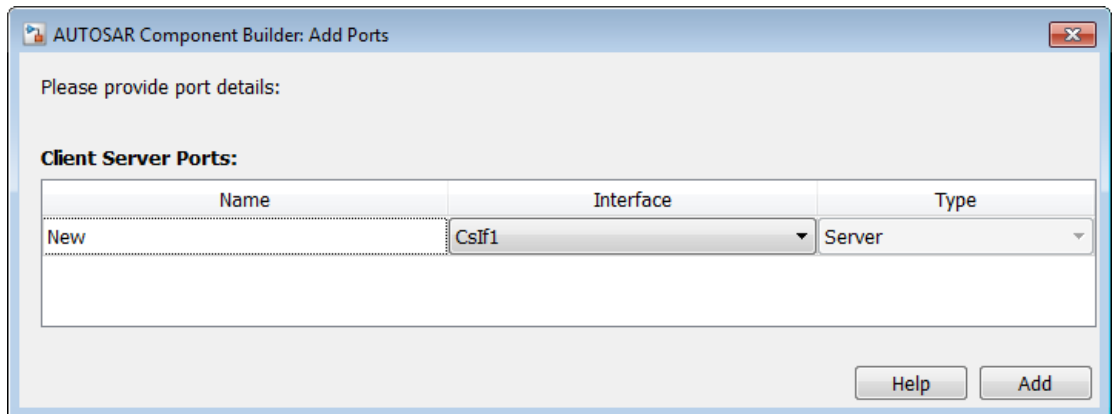 AUTOSAR Component Builder: Add Ports
Please provide port details:
Client Server Ports:
Name Interface Type
New CsIf1 Server
Help Add